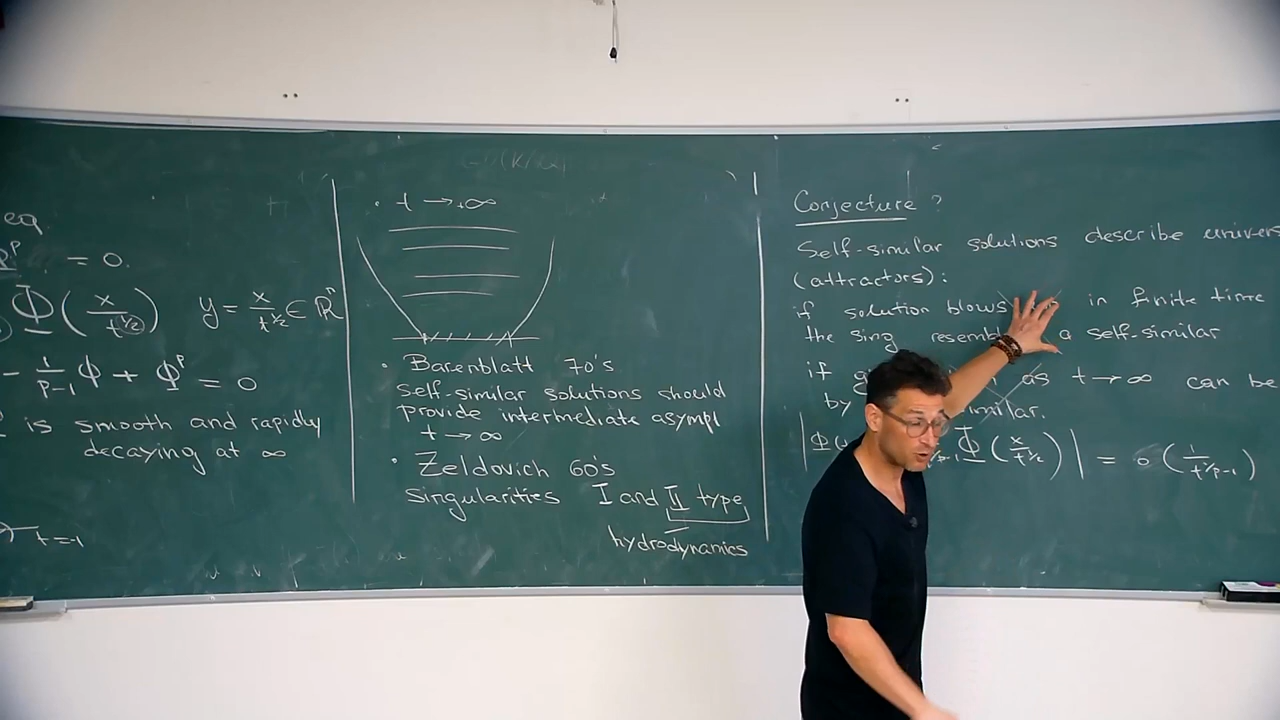 eq
= 0.
Φ(x/t^{1/2}) y = x/t^{1/2} ∈ ℝⁿ
- 1/(p-1) Φ + Φ^p = 0
is smooth and rapidly
decaying at ∞
t=-1
• t → +∞
• Barenblatt 70's
self-similar solutions should
provide intermediate asympt
t → ∞
• Zeldovich 60's
singularities I and II type
hydrodynamics
Conjecture ?
Self-similar solutions describe univers
(attractors):
if solution blows in finite time
the sing a self-similar
if as t → ∞ can be
by
Φ(x/t^{1/2})| = o(1/t^{1/p-1})